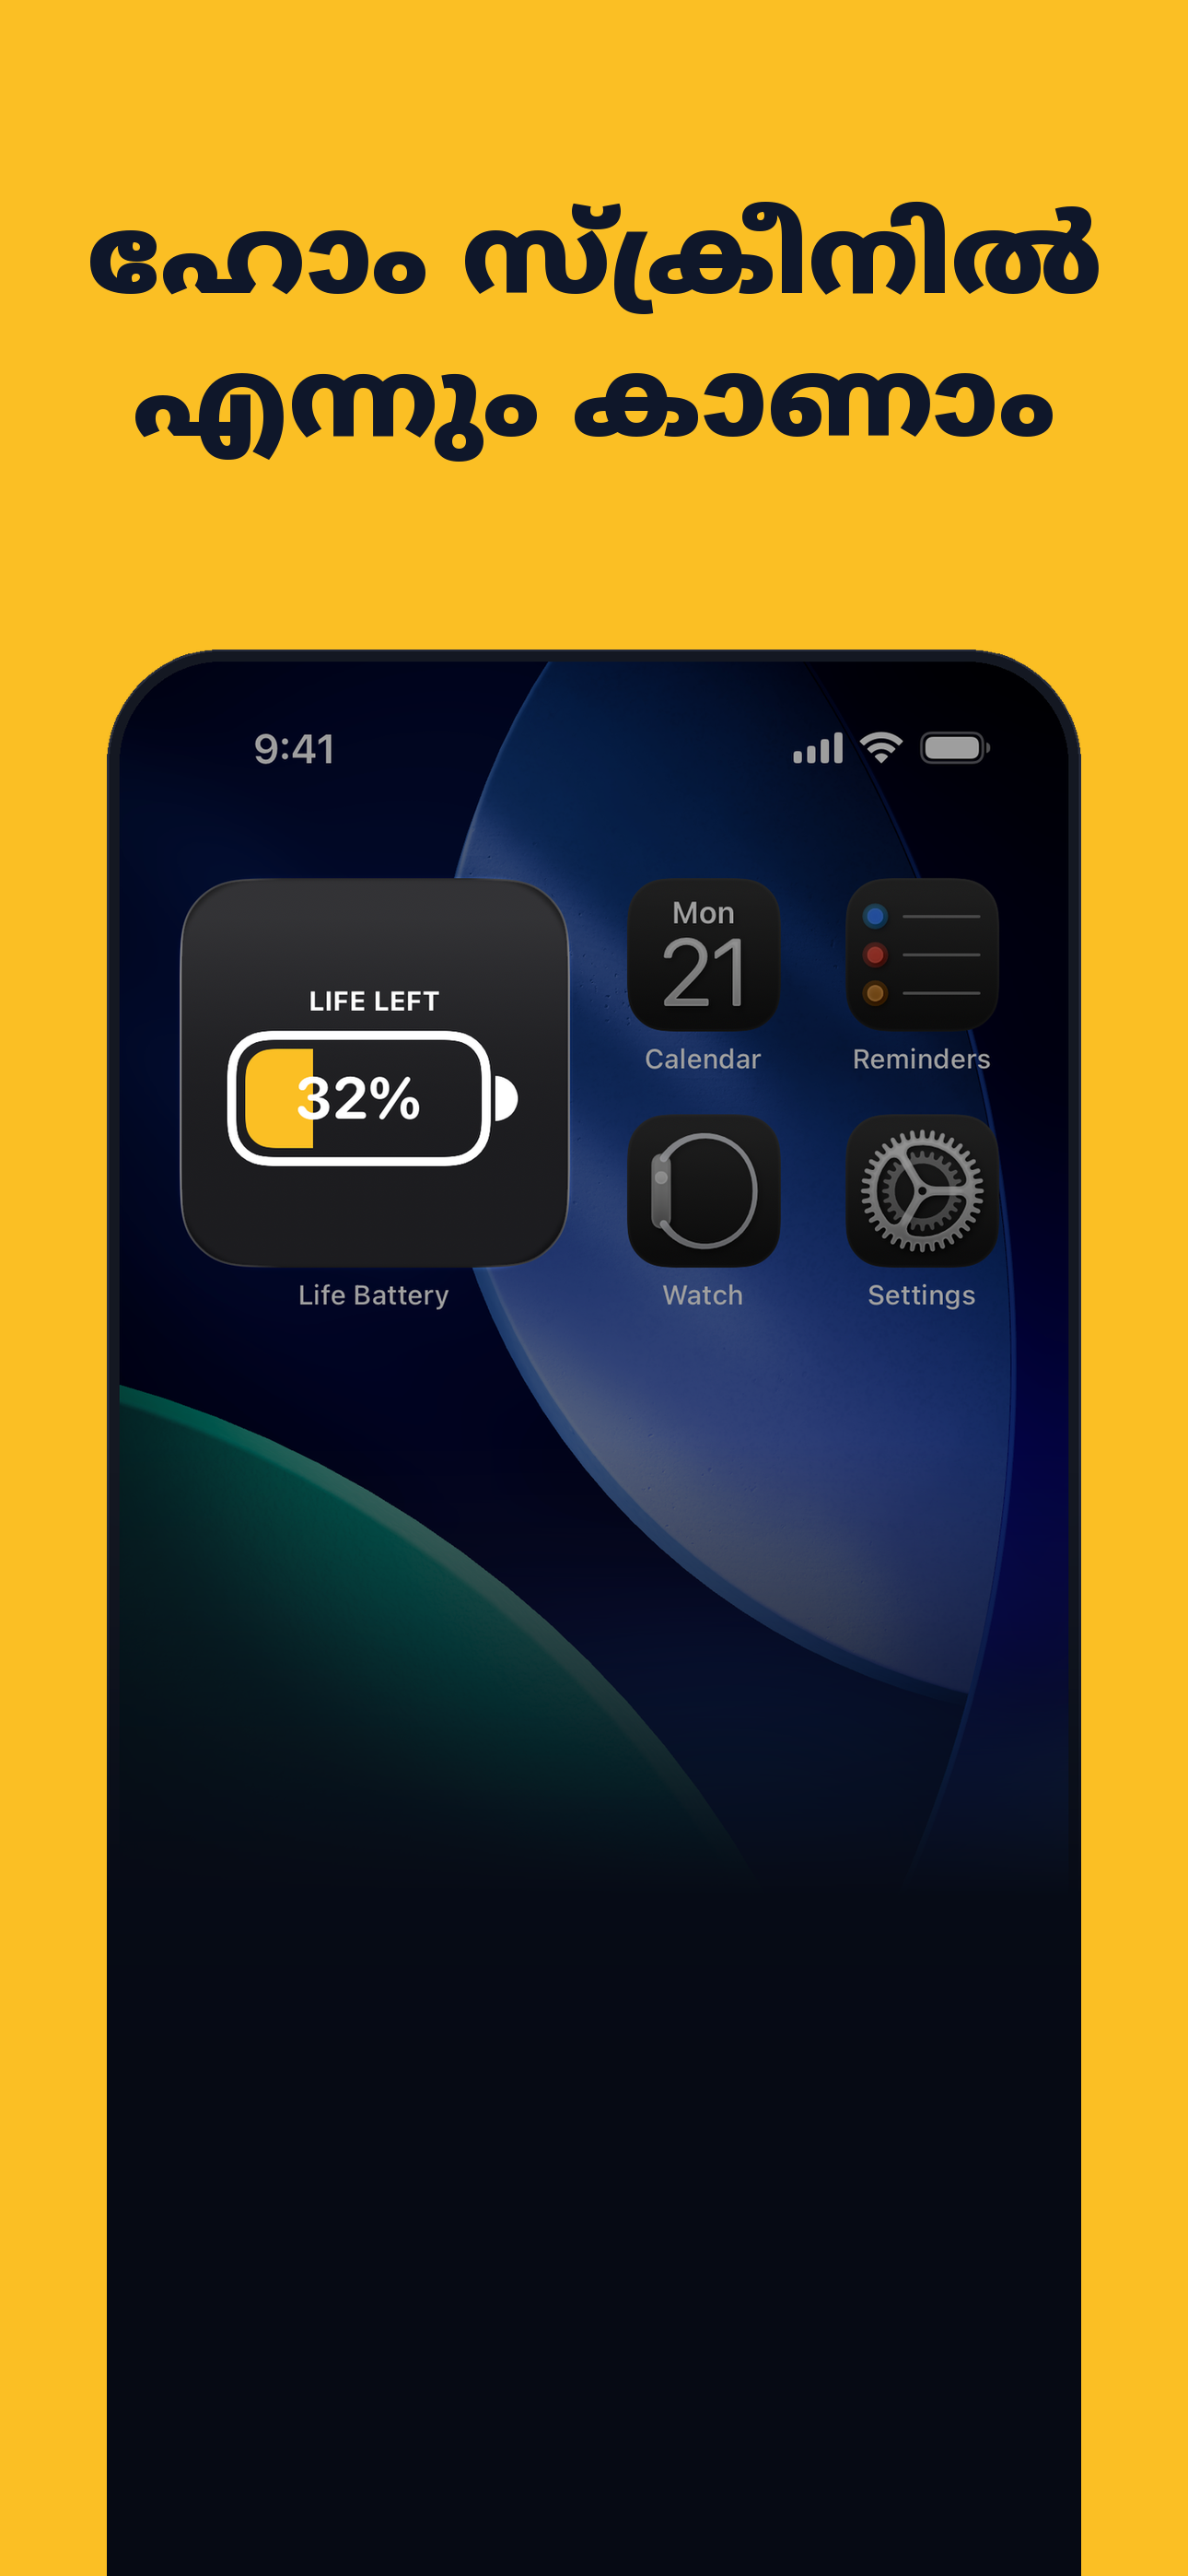 ഹോം സ്ക്രീനിൽ
എന്നും കാണാം
9:41
LIFE LEFT
32%
Life Battery
Mon
21
Calendar
Reminders
Watch
Settings